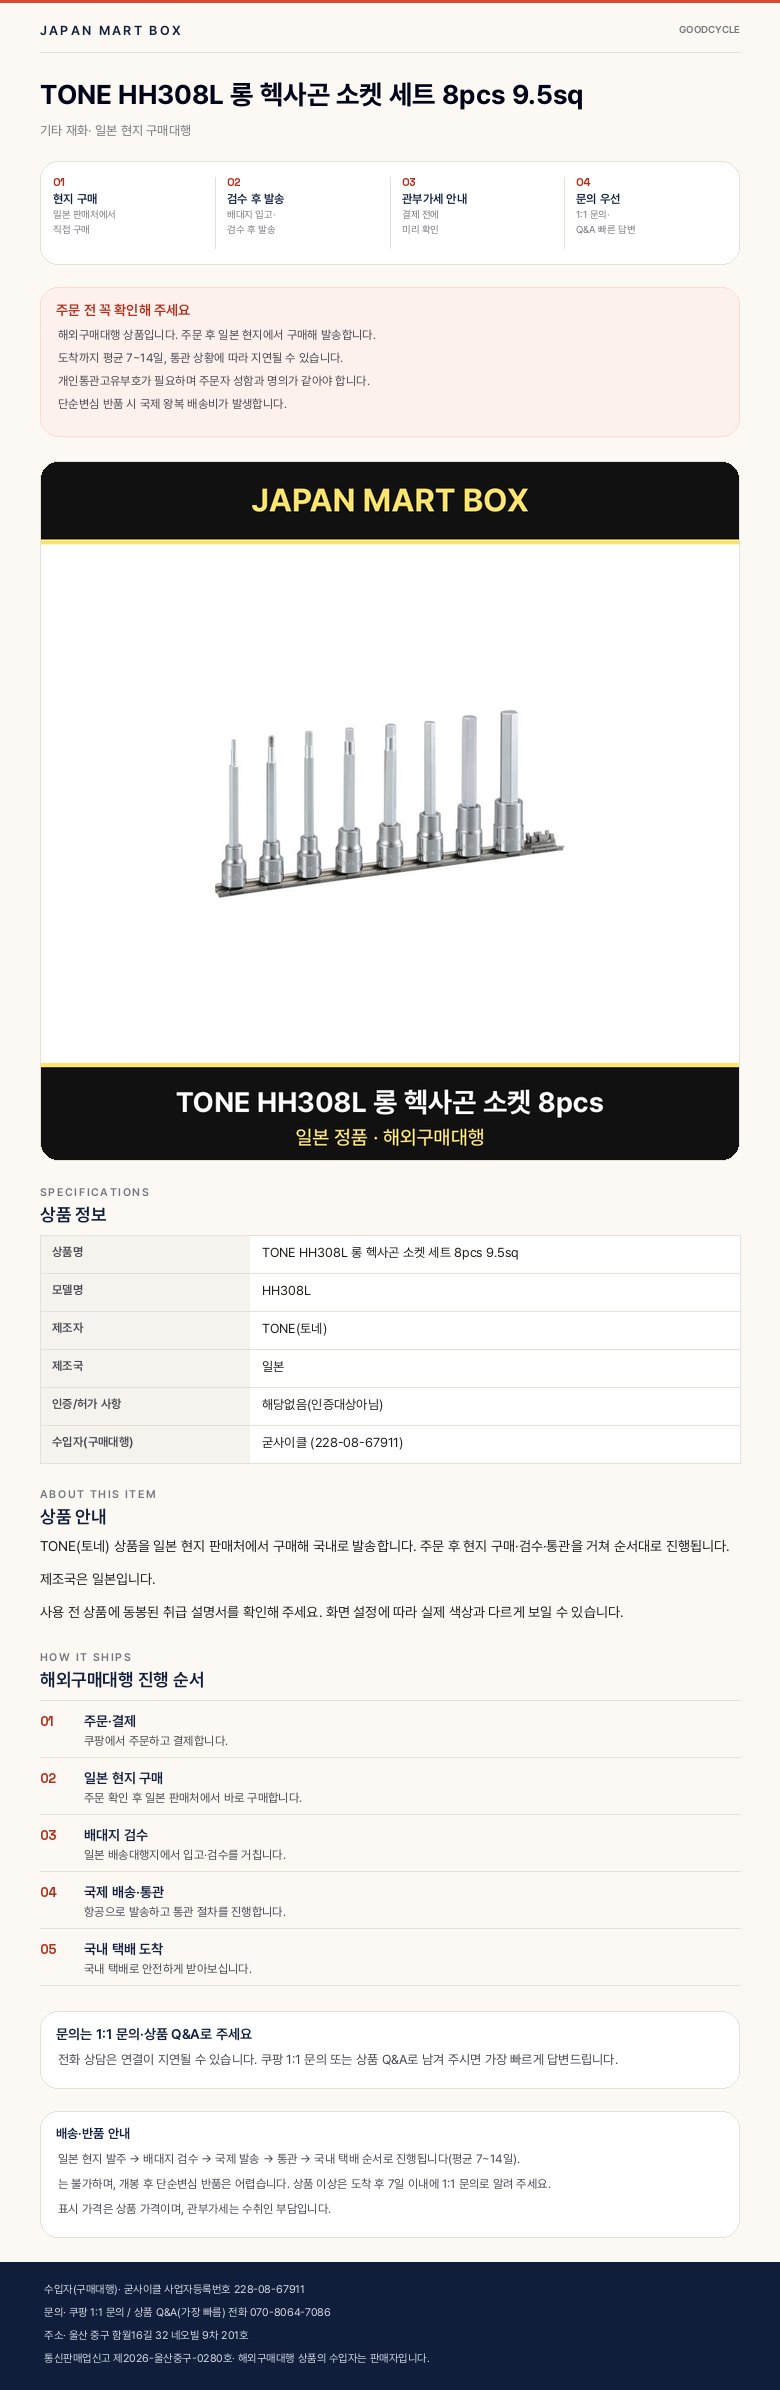 JAPAN MART BOX
GOODCYCLE
TONE HH308L 롱 헥사곤 소켓 세트 8pcs 9.5sq
기타 재화· 일본 현지 구매대행
01
현지 구매
일본 판매처에서
직접 구매
02
검수 후 발송
배대지 입고·
검수 후 발송
03
관부가세 안내
결제 전에
미리 확인
04
문의 우선
1:1 문의·
Q&A 빠른 답변
주문 전 꼭 확인해 주세요
해외구매대행 상품입니다. 주문 후 일본 현지에서 구매해 발송합니다.
도착까지 평균 7~14일, 통관 상황에 따라 지연될 수 있습니다.
개인통관고유부호가 필요하며 주문자 성함과 명의가 같아야 합니다.
단순변심 반품 시 국제 왕복 배송비가 발생합니다.
JAPAN MART BOX
TONE HH308L 롱 헥사곤 소켓 8pcs
일본 정품 · 해외구매대행
SPECIFICATIONS
상품 정보
상품명
TONE HH308L 롱 헥사곤 소켓 세트 8pcs 9.5sq
모델명
HH308L
제조자
TONE(토네)
제조국
일본
인증/허가 사항
해당없음(인증대상아님)
수입자(구매대행)
굳사이클 (228-08-67911)
ABOUT THIS ITEM
상품 안내
TONE(토네) 상품을 일본 현지 판매처에서 구매해 국내로 발송합니다. 주문 후 현지 구매·검수·통관을 거쳐 순서대로 진행됩니다.
제조국은 일본입니다.
사용 전 상품에 동봉된 취급 설명서를 확인해 주세요. 화면 설정에 따라 실제 색상과 다르게 보일 수 있습니다.
HOW IT SHIPS
해외구매대행 진행 순서
01
주문·결제
쿠팡에서 주문하고 결제합니다.
02
일본 현지 구매
주문 확인 후 일본 판매처에서 바로 구매합니다.
03
배대지 검수
일본 배송대행지에서 입고·검수를 거칩니다.
04
국제 배송·통관
항공으로 발송하고 통관 절차를 진행합니다.
05
국내 택배 도착
국내 택배로 안전하게 받아보십니다.
문의는 1:1 문의·상품 Q&A로 주세요
전화 상담은 연결이 지연될 수 있습니다. 쿠팡 1:1 문의 또는 상품 Q&A로 남겨 주시면 가장 빠르게 답변드립니다.
배송·반품 안내
일본 현지 발주 → 배대지 검수 → 국제 발송 → 통관 → 국내 택배 순서로 진행됩니다(평균 7~14일).
는 불가하며, 개봉 후 단순변심 반품은 어렵습니다. 상품 이상은 도착 후 7일 이내에 1:1 문의로 알려 주세요.
표시 가격은 상품 가격이며, 관부가세는 수취인 부담입니다.
수입자(구매대행)· 굳사이클 사업자등록번호 228-08-67911
문의· 쿠팡 1:1 문의 / 상품 Q&A(가장 빠름) 전화 070-8064-7086
주소· 울산 중구 함월16길 32 네오빌 9차 201호
통신판매업신고 제2026-울산중구-0280호· 해외구매대행 상품의 수입자는 판매자입니다.